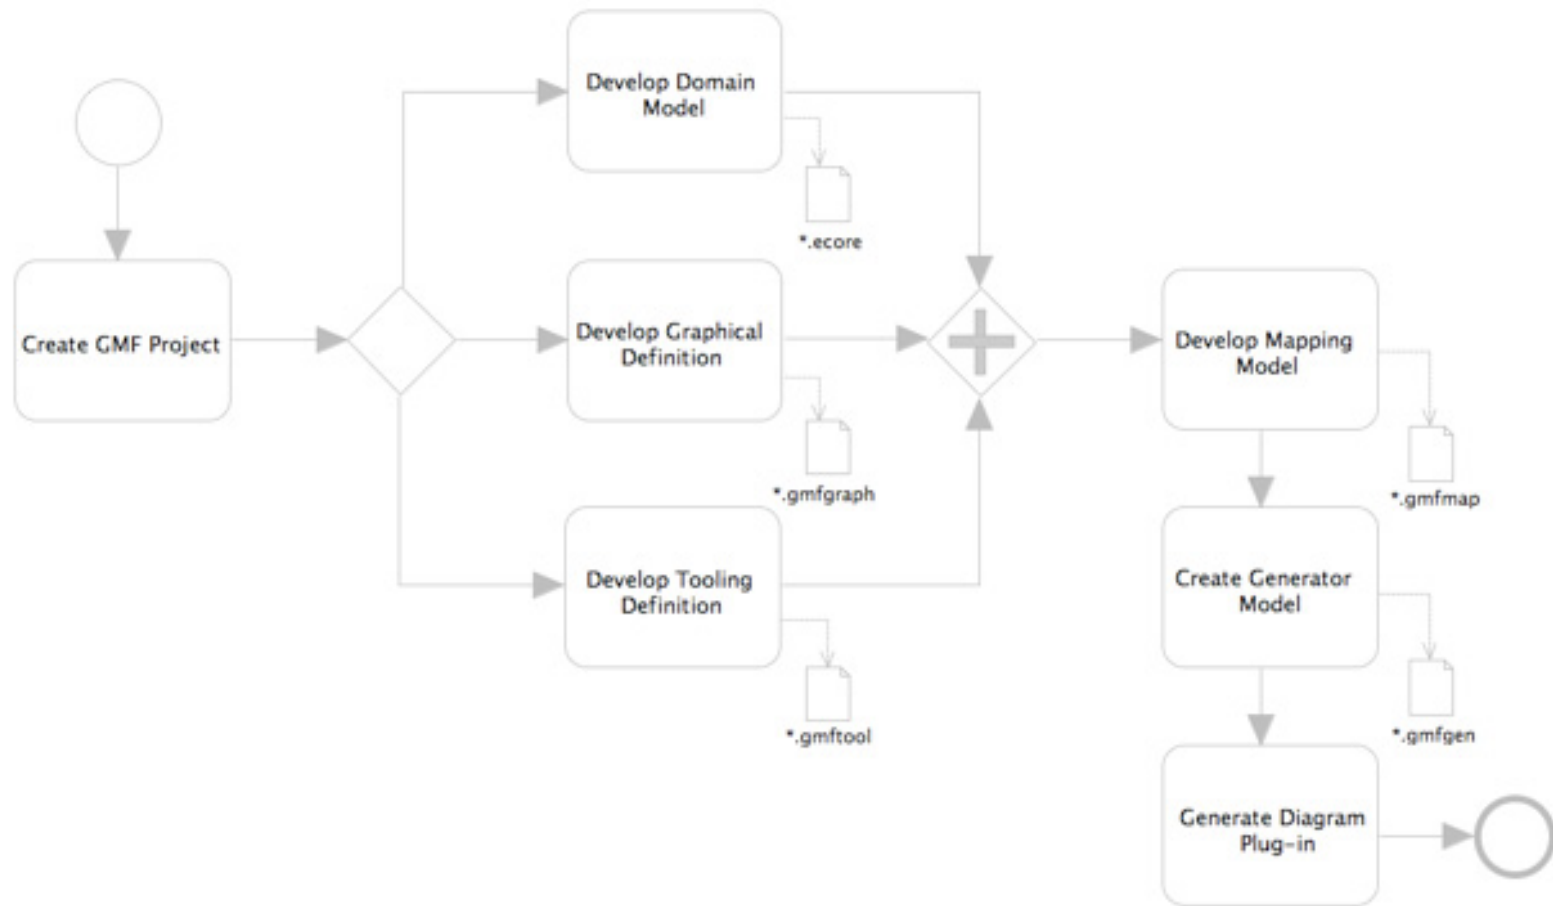 Create GMF Project
Develop Domain
Model
*.ecore
Develop Graphical
Definition
*.gmfgraph
Develop Tooling
Definition
*.gmftool
Develop Mapping
Model
*.gmfmap
Create Generator
Model
*.gmfgen
Generate Diagram
Plug-in